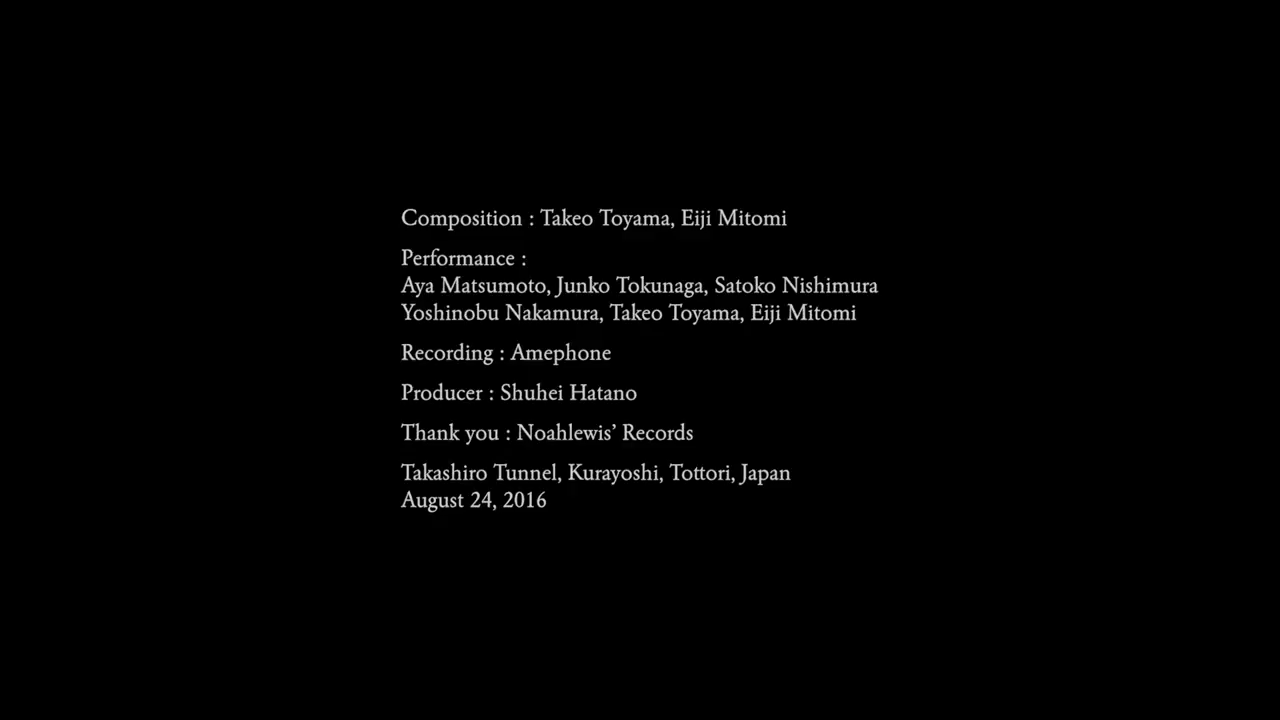 Composition : Takeo Toyama, Eiji Mitomi
Performance :
Aya Matsumoto, Junko Tokunaga, Satoko Nishimura
Yoshinobu Nakamura, Takeo Toyama, Eiji Mitomi
Recording : Amephone
Producer : Shuhei Hatano
Thank you : Noahlewis’ Records
Takashiro Tunnel, Kurayoshi, Tottori, Japan
August 24, 2016